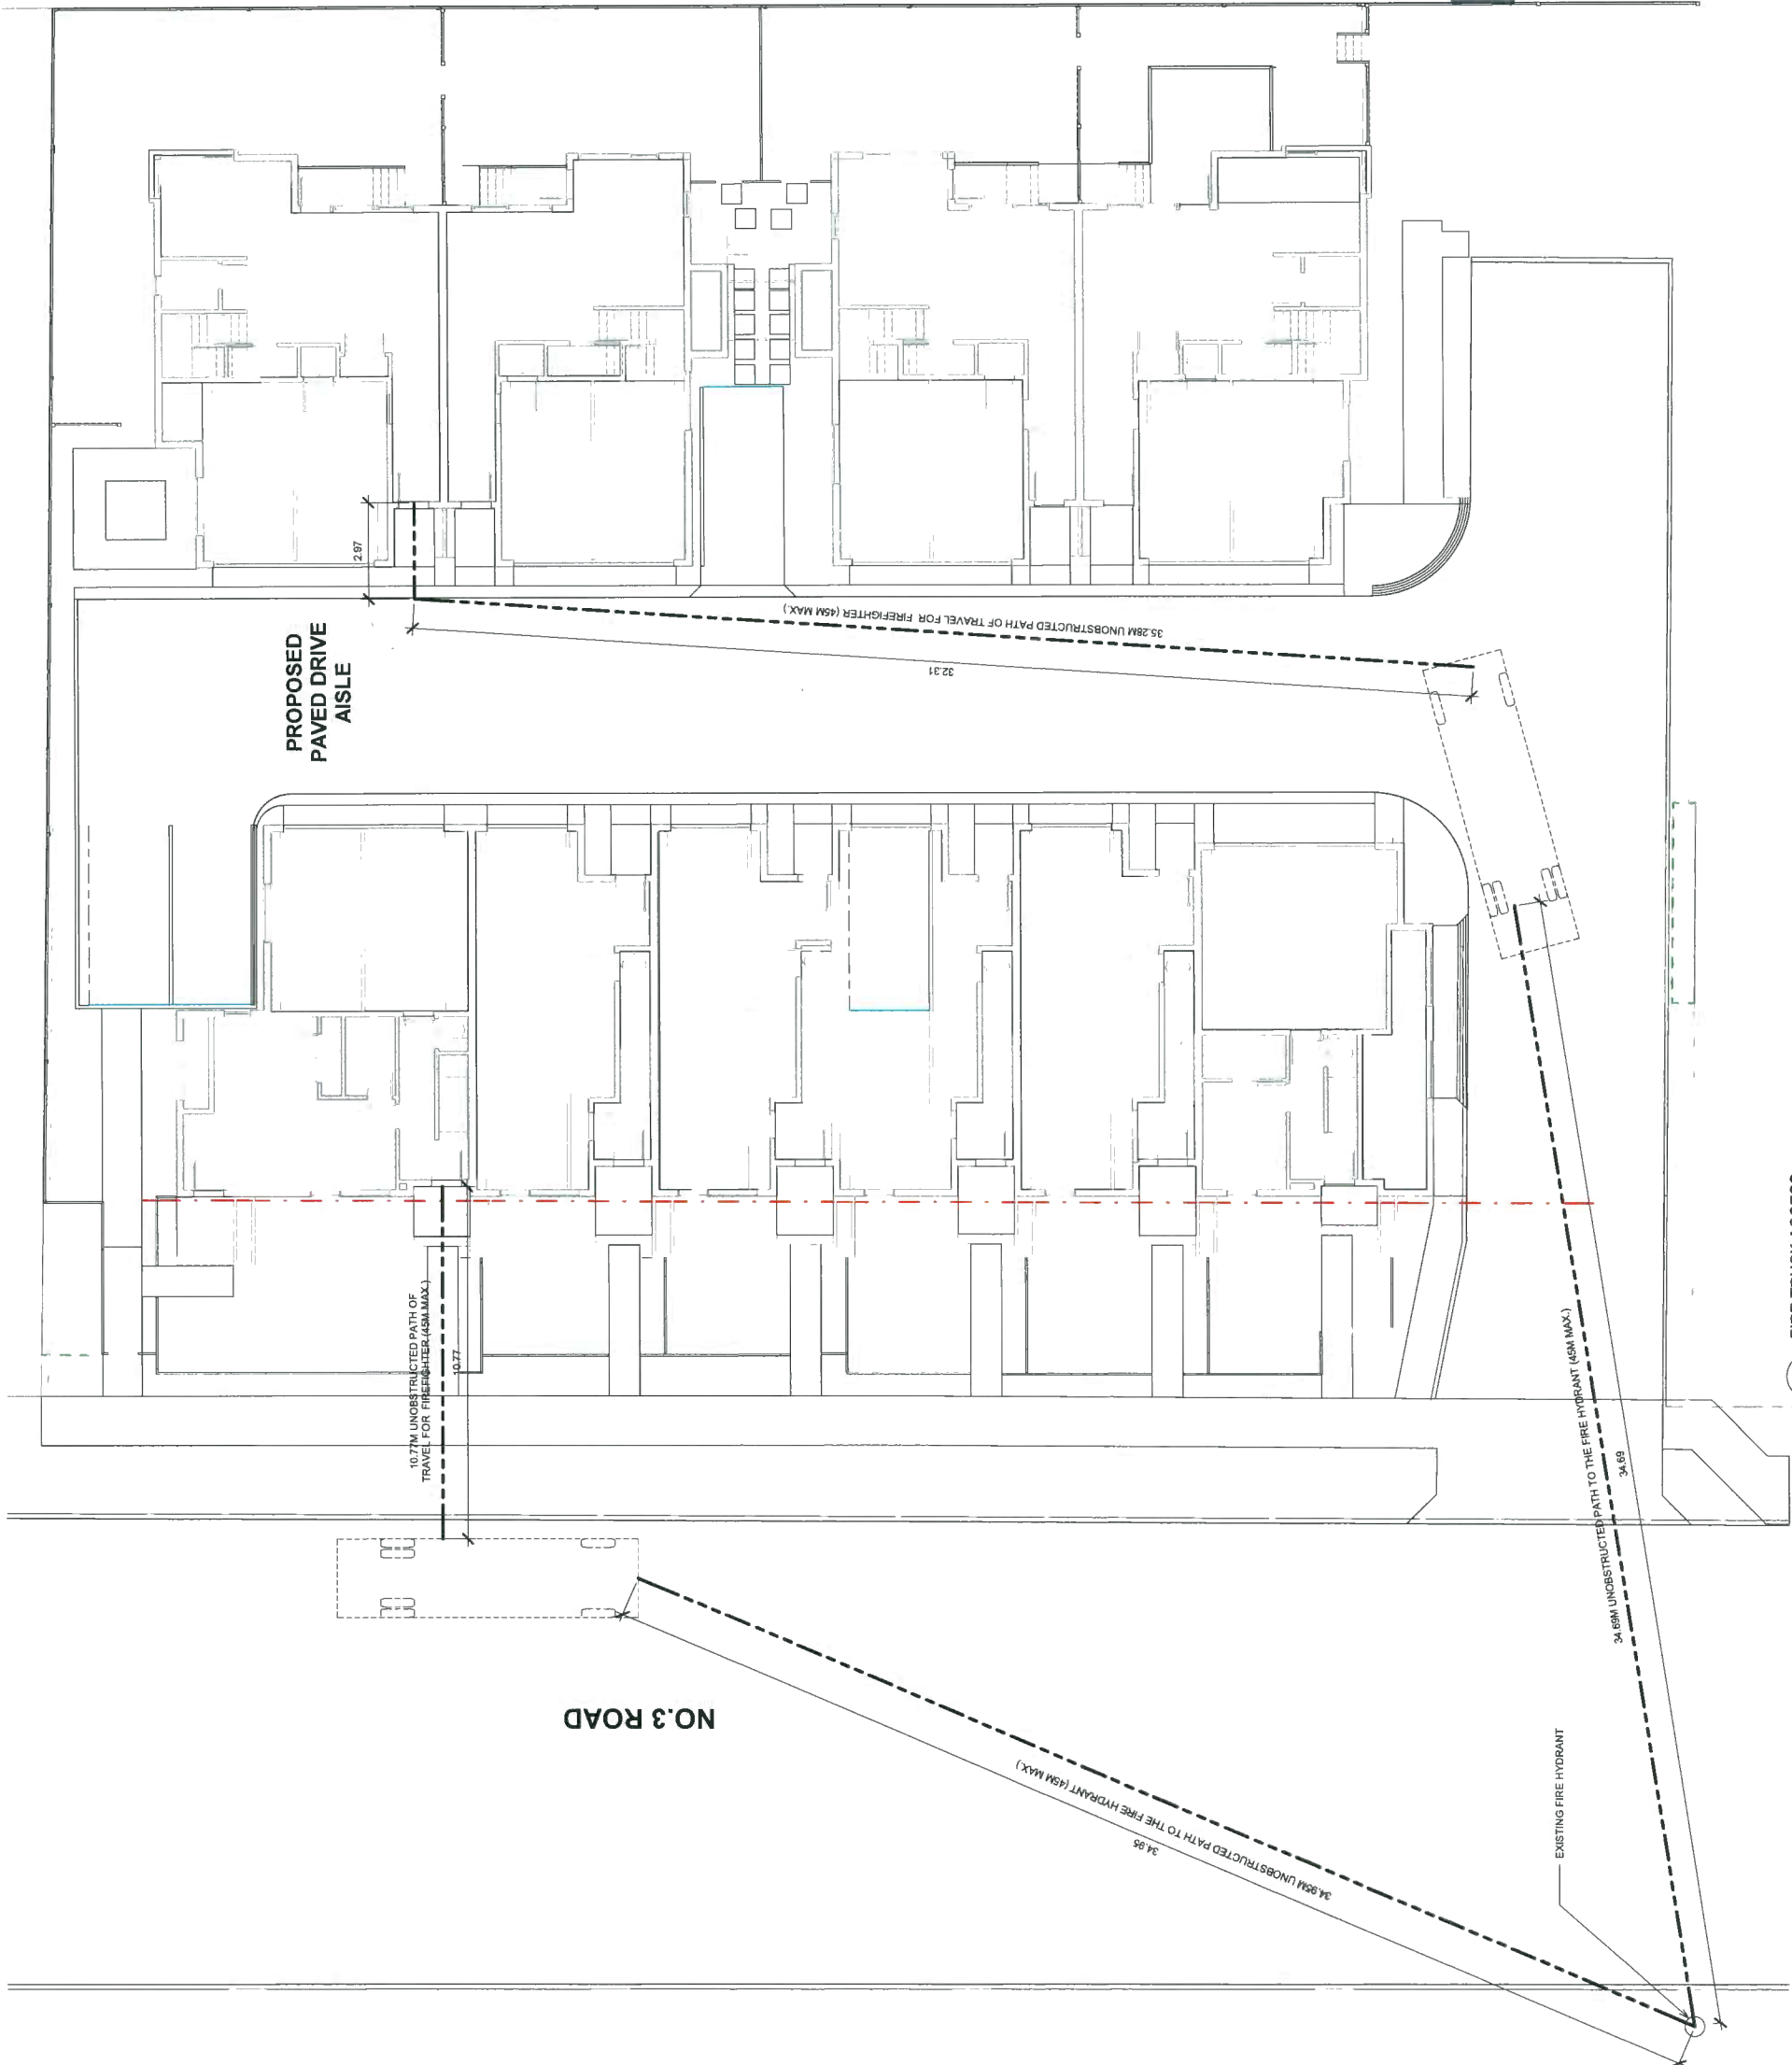 2.97
PROPOSED
PAVED DRIVE
AISLE
35.28M UNOBSTRUCTED PATH OF TRAVEL FOR FIREFIGHTER (45M MAX.)
32.31
10.77M UNOBSTRUCTED PATH OF
TRAVEL FOR FIREFIGHTER (45M MAX.)
10.77
34.69M UNOBSTRUCTED PATH TO THE FIRE HYDRANT (45M MAX.)
34.69
NO.3 ROAD
34.95M UNOBSTRUCTED PATH TO THE FIRE HYDRANT (45M MAX.)
34.95
EXISTING FIRE HYDRANT